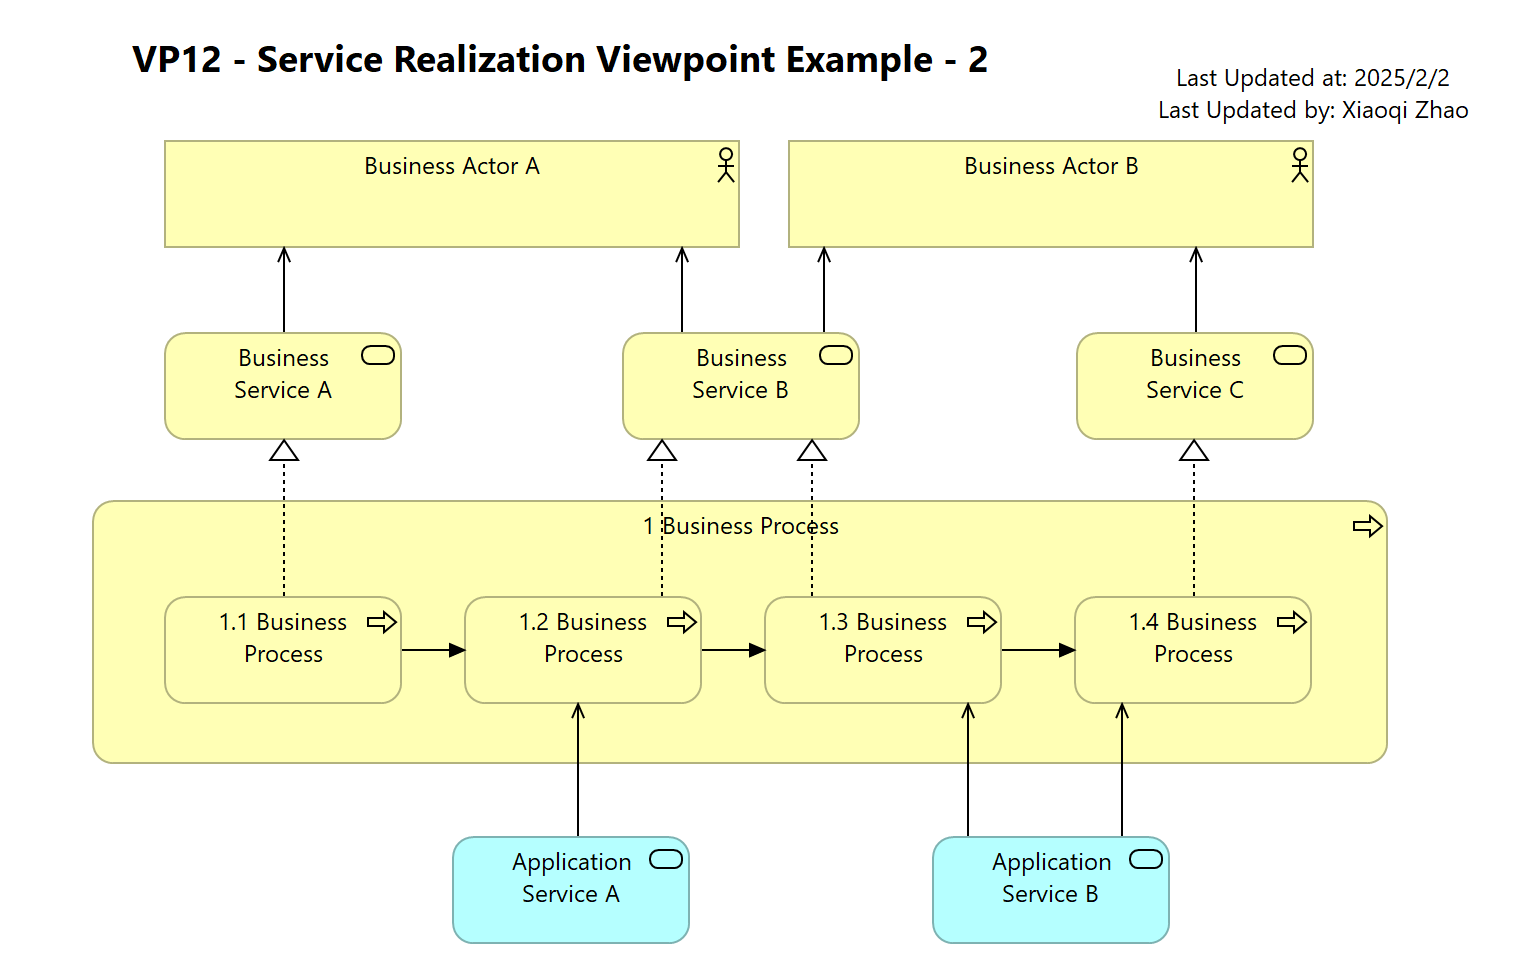 VP12 - Service Realization Viewpoint Example - 2
Last Updated at: 2025/2/2
Last Updated by: Xiaoqi Zhao
Business Actor A
Business Actor B
Business
Service A
Business
Service B
Business
Service C
1 Business Process
1.1 Business
Process
1.2 Business
Process
1.3 Business
Process
1.4 Business
Process
Application
Service A
Application
Service B